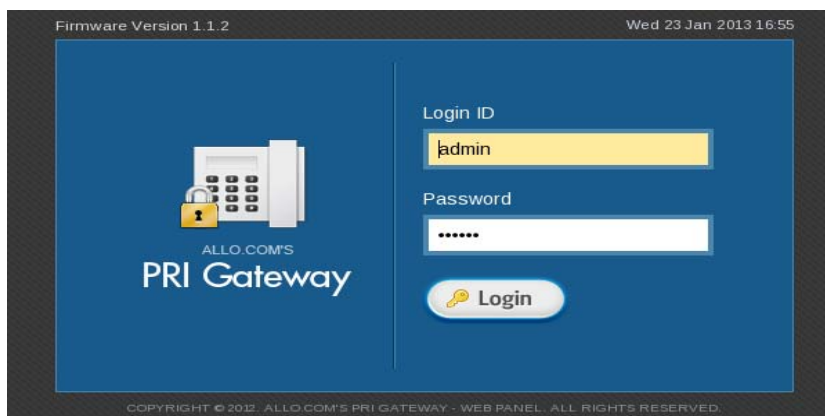 Firmware Version 1.1.2
Wed 23 Jan 2013 16:55
Login ID
admin
Password
••••••
Login
ALLO.COM'S
PRI Gateway
COPYRIGHT © 2012. ALLO.COM'S PRI GATEWAY - WEB PANEL. ALL RIGHTS RESERVED.